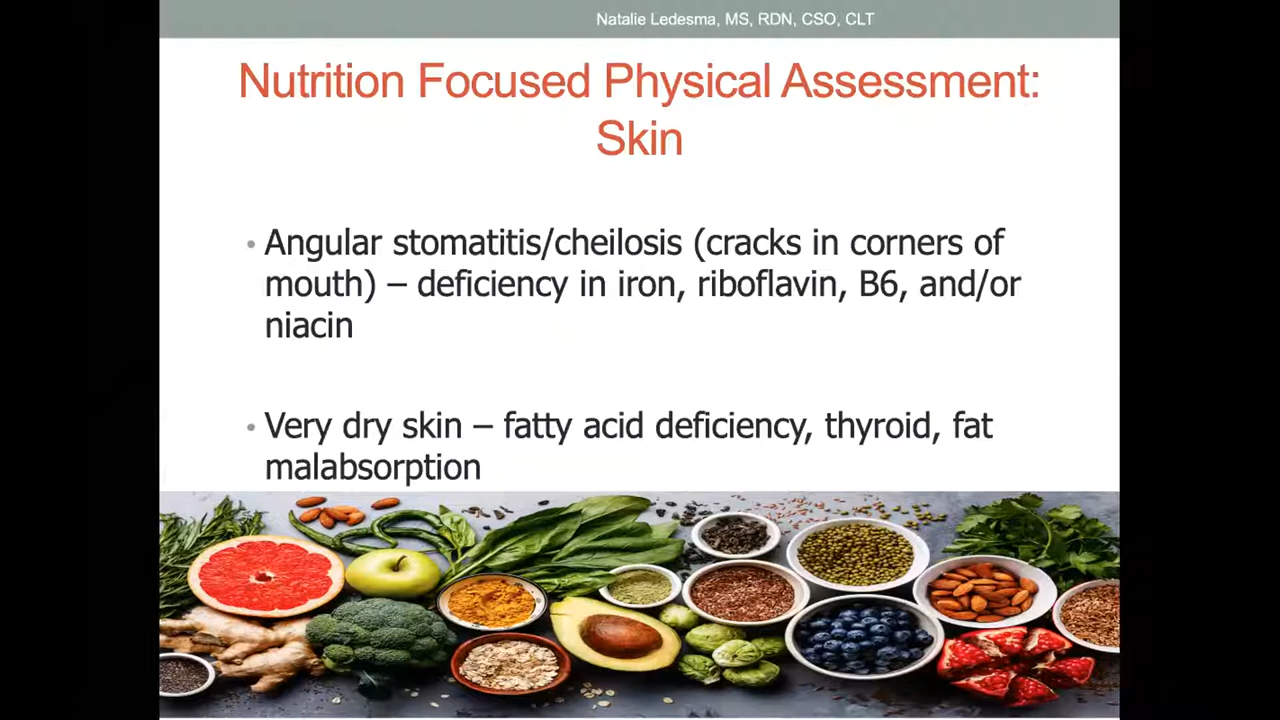 Natalie Ledesma, MS, RDN, CSO, CLT
Nutrition Focused Physical Assessment:
Skin
• Angular stomatitis/cheilosis (cracks in corners of
mouth) – deficiency in iron, riboflavin, B6, and/or
niacin
• Very dry skin – fatty acid deficiency, thyroid, fat
malabsorption